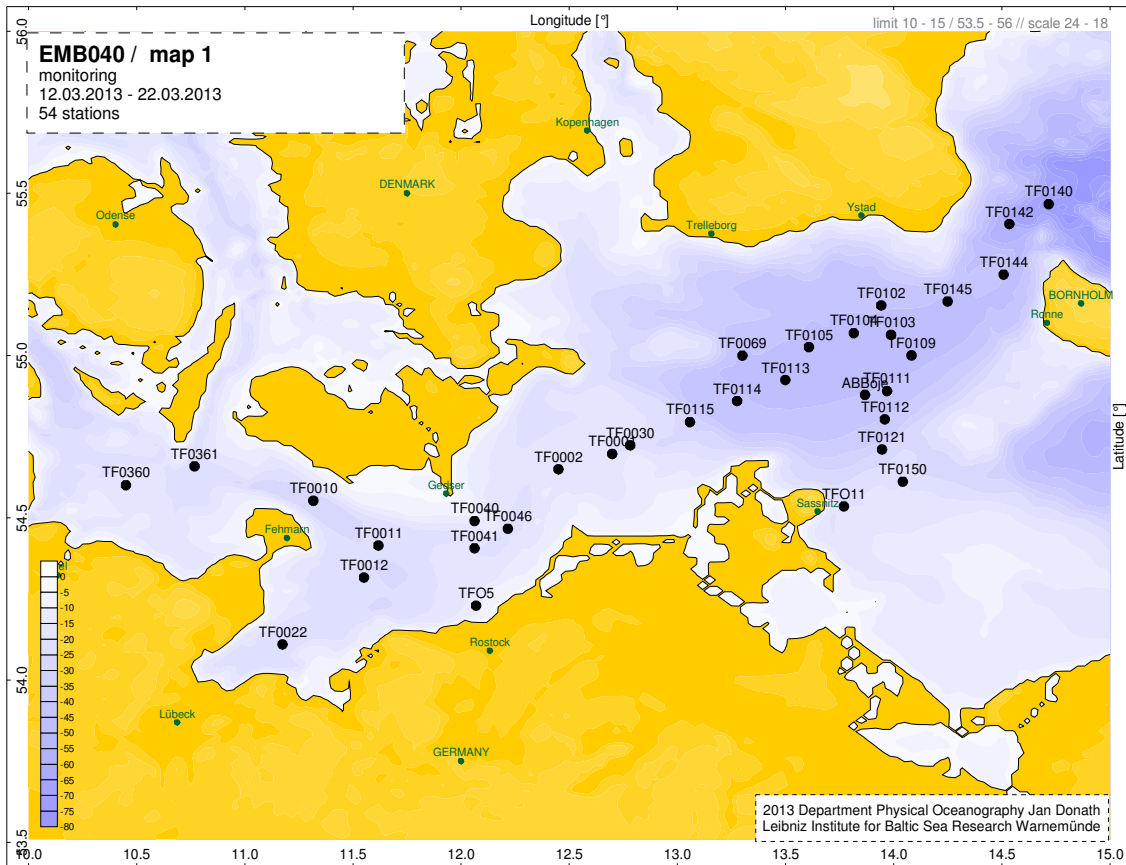 Longitude [°]
limit 10 - 15 / 53.5 - 56 // scale 24 - 18
EMB040 / map 1
monitoring
12.03.2013 - 22.03.2013
54 stations
56.0
Kopenhagen
DENMARK
55.5
Odense
Ystad
Trelleborg
TF0140
TF0142
TF0144
TF0145
BORNHOLM
Ronne
TF0102
TF0104
TF0103
TF0105
TF0109
55.0
TF0069
TF0113
TF0111
ABBoje
TF0114
TF0112
TF0115
TF0121
TF0030
TF0001
TF0002
TF0150
Latitude [°]
TF0361
TF0360
TF0010
Gedser
TFO11
Sassnitz
54.5
TF0040
TF0046
TF0041
Fehmarn
TF0011
TF0012
TFO5
TF0022
Rostock
54.0
Lübeck
GERMANY
0
-5
-10
-15
-20
-25
-30
-35
-40
-45
-50
-55
-60
-65
-70
-75
-80
2013 Department Physical Oceanography Jan Donath
Leibniz Institute for Baltic Sea Research Warnemünde
53.5
10.0 10.5 11.0 11.5 12.0 12.5 13.0 13.5 14.0 14.5 15.0